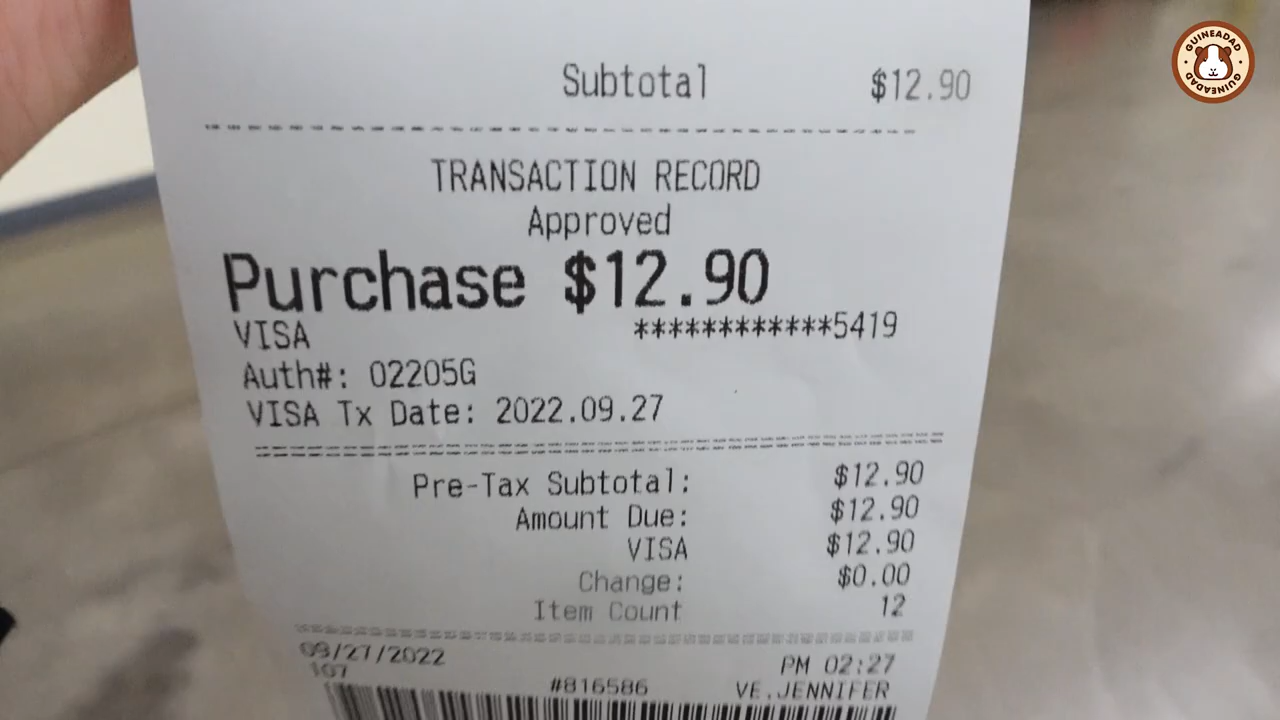 GUINEADAD
GUINEADAD
Subtotal $12.90
TRANSACTION RECORD
Approved
Purchase $12.90
VISA ************5419
Auth#: 02205G
VISA Tx Date: 2022.09.27
Pre-Tax Subtotal: $12.90
Amount Due: $12.90
VISA $12.90
Change: $0.00
Item Count 12
09/27/2022 PM 02:27
107 #816586 VE.JENNIFER